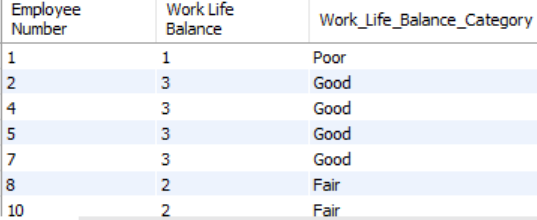 Employee Number Work Life Balance Work_Life_Balance_Category
1 1 Poor
2 3 Good
4 3 Good
5 3 Good
7 3 Good
8 2 Fair
10 2 Fair